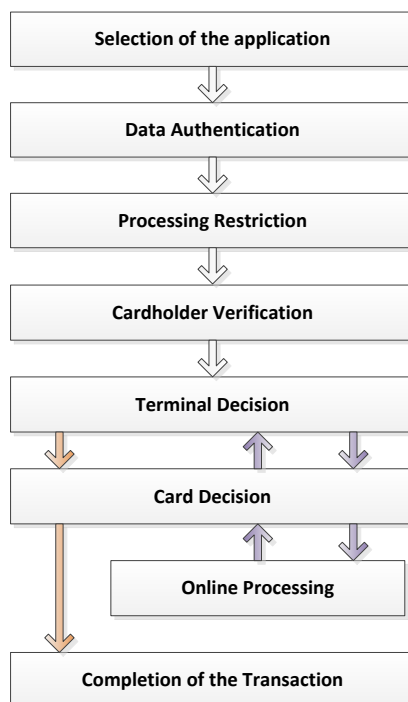 Selection of the application
Data Authentication
Processing Restriction
Cardholder Verification
Terminal Decision
Card Decision
Online Processing
Completion of the Transaction